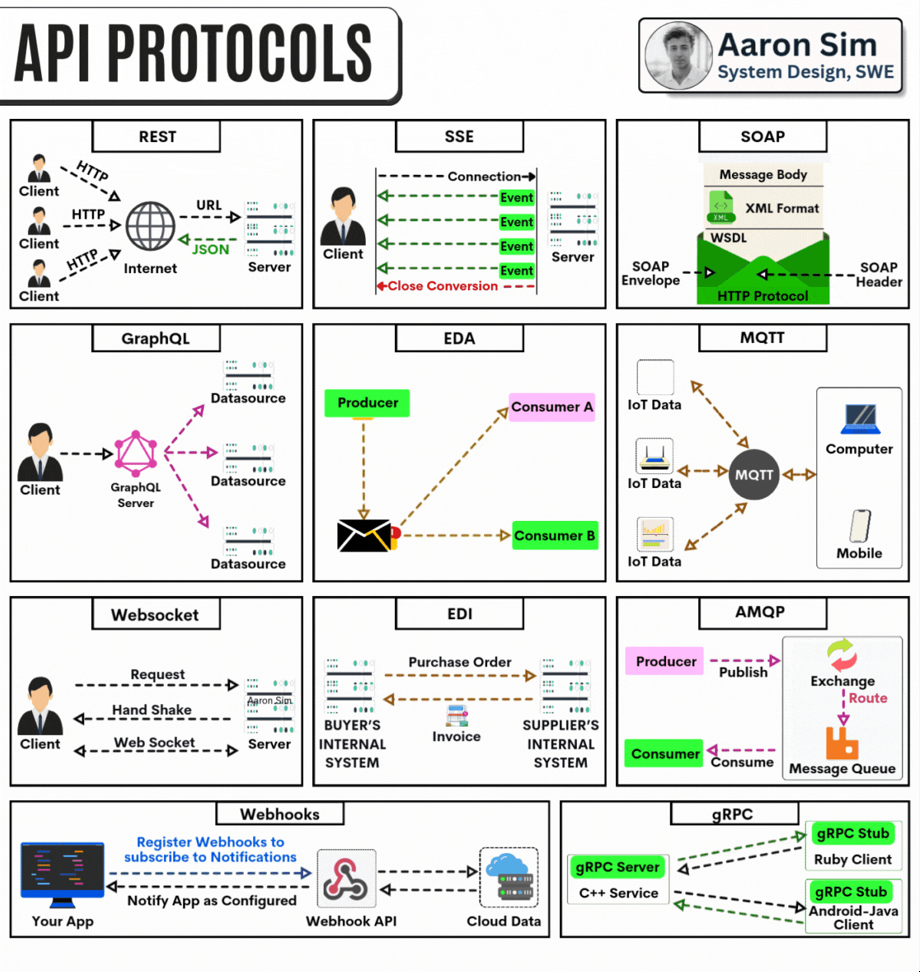 API PROTOCOLS
Aaron Sim
System Design, SWE
REST
HTTP
Client
HTTP
Client
HTTP
Client
Internet
URL
JSON
Server
SSE
Connection
Event
Event
Event
Event
Close Conversion
Client
Server
SOAP
Message Body
XML
XML Format
WSDL
SOAP
Envelope
SOAP
Header
HTTP Protocol
GraphQL
Client
GraphQL
Server
Datasource
Datasource
Datasource
EDA
Producer
Consumer A
Consumer B
MQTT
IoT Data
IoT Data
IoT Data
MQTT
Computer
Mobile
Websocket
Request
Hand Shake
Web Socket
Client
Aaron Sim
Server
EDI
Purchase Order
Invoice
BUYER'S
INTERNAL
SYSTEM
SUPPLIER'S
INTERNAL
SYSTEM
AMQP
Producer
Publish
Exchange
Route
Consumer
Consume
Message Queue
Webhooks
Register Webhooks to
subscribe to Notifications
Notify App as Configured
Your App
Webhook API
Cloud Data
gRPC
gRPC Server
C++ Service
gRPC Stub
Ruby Client
gRPC Stub
Android-Java
Client